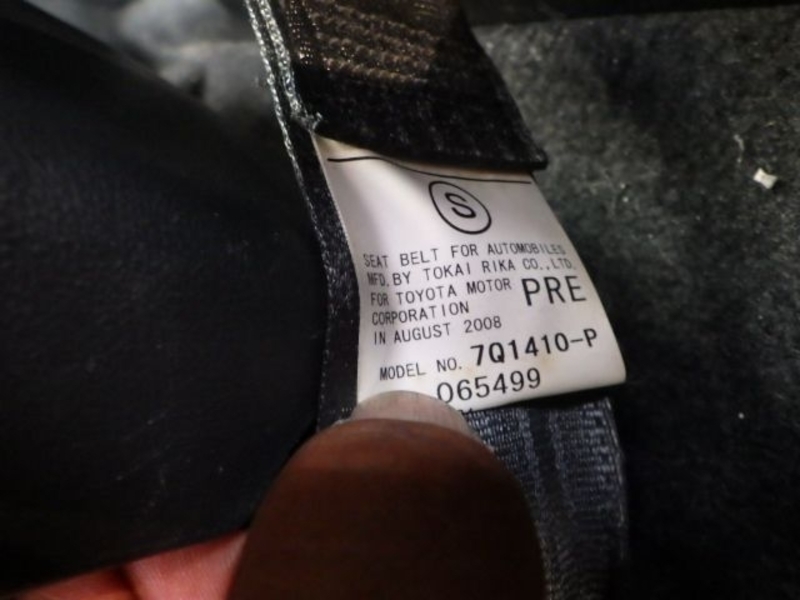 S
SEAT BELT FOR AUTOMOBILES
MFD. BY TOKAI RIKA CO., LTD.
FOR TOYOTA MOTOR
CORPORATION
PRE
IN AUGUST 2008
MODEL NO. 7Q1410-P
065499